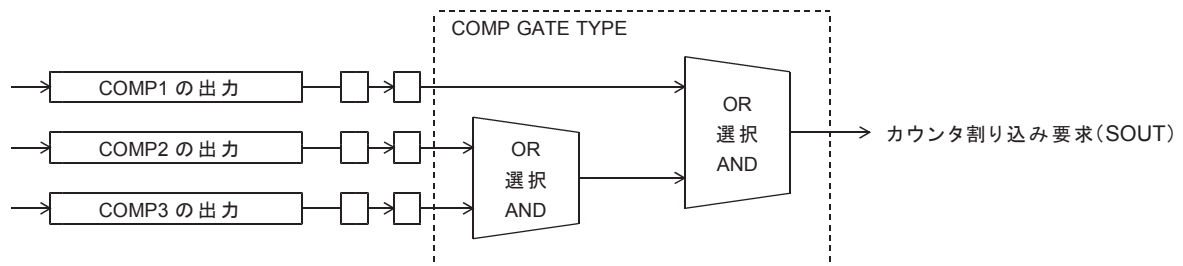 COMP GATE TYPE
COMP1 の出力
COMP2 の出力
COMP3 の出力
OR
選択
AND
OR
選択
AND
カウンタ割り込み要求(SOUT)